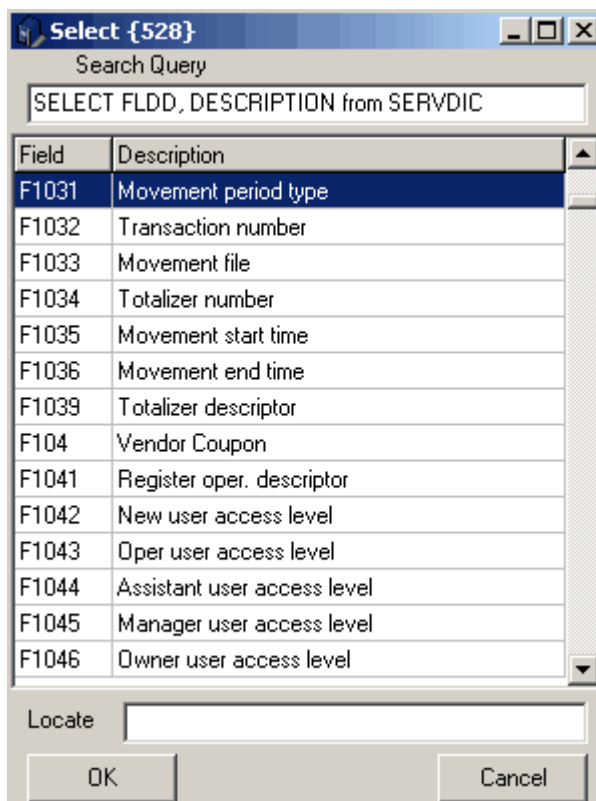 Select {528}
Search Query
SELECT FLDD, DESCRIPTION from SERVDIC
Field Description
F1031 Movement period type
F1032 Transaction number
F1033 Movement file
F1034 Totalizer number
F1035 Movement start time
F1036 Movement end time
F1039 Totalizer descriptor
F104 Vendor Coupon
F1041 Register oper. descriptor
F1042 New user access level
F1043 Oper user access level
F1044 Assistant user access level
F1045 Manager user access level
F1046 Owner user access level
Locate
OK Cancel